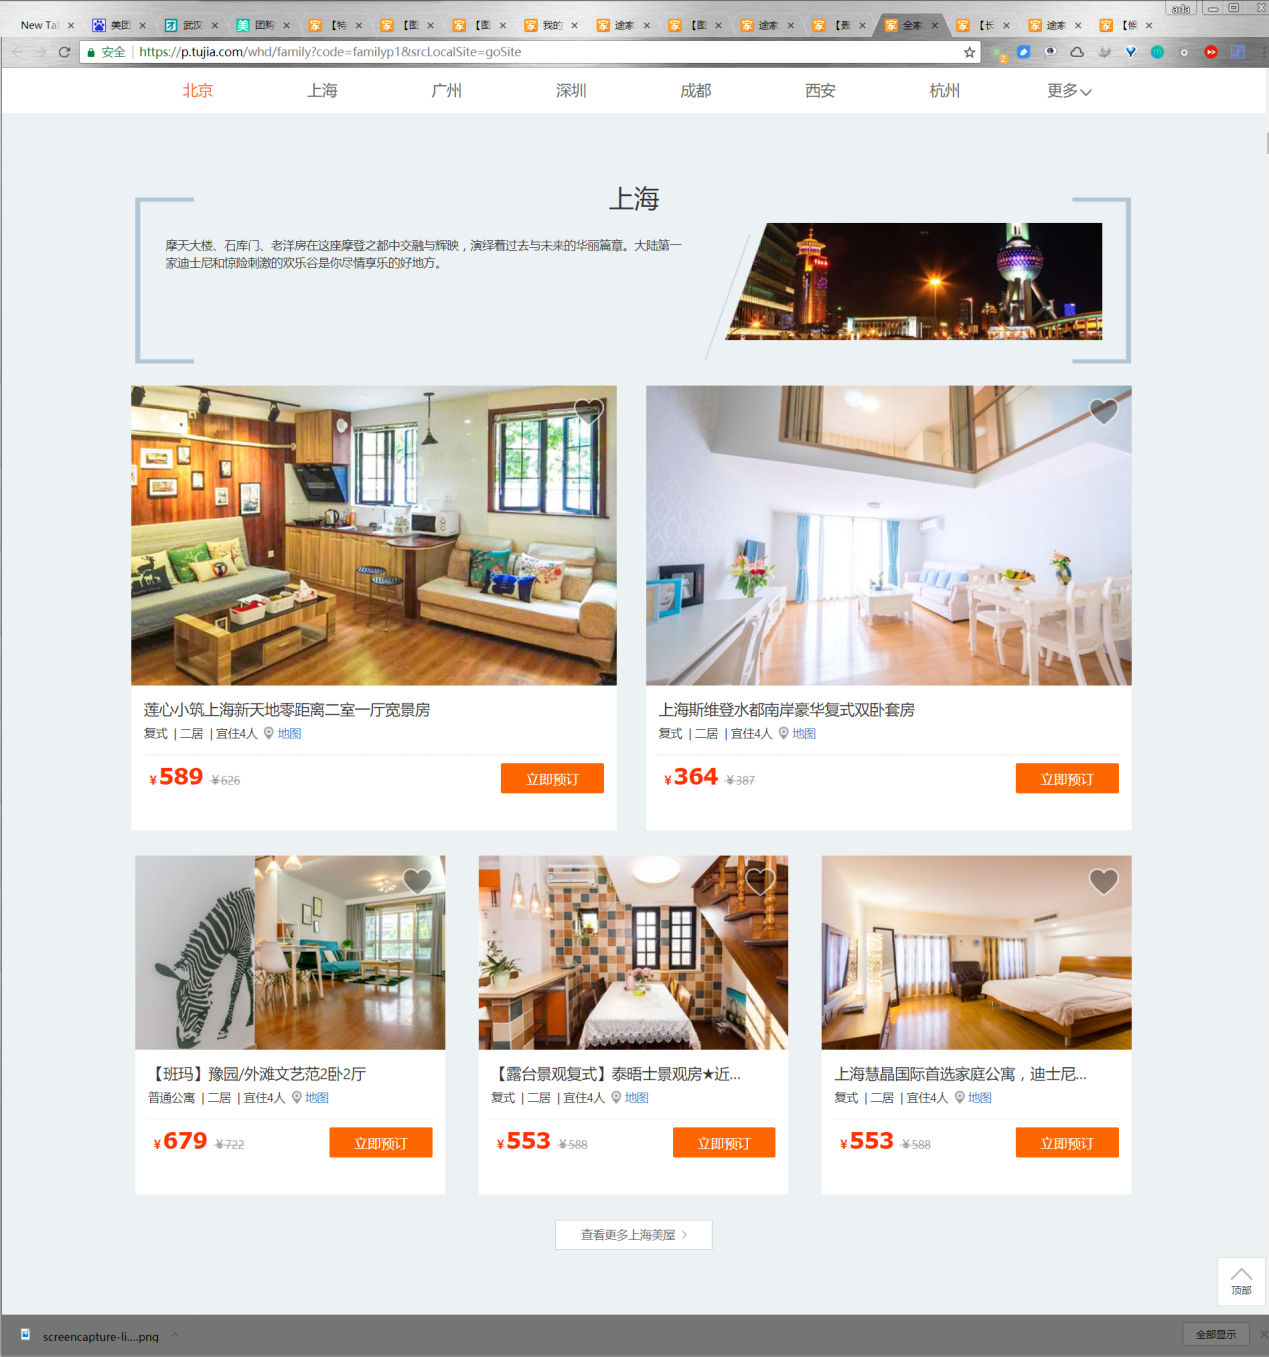 ada
New Tal
美团
武汉
团购
【特
【图
【图
我的
途家
【图
途家
【轰
全家
【长
途家
【候
安全
https://p.tujia.com/whd/family?code=familyp1&srcLocalSite=goSite
2
北京 上海 广州 深圳 成都 西安 杭州 更多
上海
摩天大楼、石库门、老洋房在这座摩登之都中交融与辉映，演绎着过去与未来的华丽篇章。大陆第一
家迪士尼和惊险刺激的欢乐谷是你尽情享乐的好地方。
莲心小筑上海新天地零距离二室一厅宽景房
复式 | 二居 | 宜住4人 地图
¥589 ¥626
立即预订
上海斯维登水都南岸豪华复式双卧套房
复式 | 二居 | 宜住4人 地图
¥364 ¥387
立即预订
【班玛】豫园/外滩文艺范2卧2厅
普通公寓 | 二居 | 宜住4人 地图
¥679 ¥722
立即预订
【露台景观复式】泰晤士景观房★近...
复式 | 二居 | 宜住4人 地图
¥553 ¥588
立即预订
上海慧晶国际首选家庭公寓，迪士尼...
复式 | 二居 | 宜住4人 地图
¥553 ¥588
立即预订
查看更多上海美屋 >
顶部
screencapture-li....png
全部显示